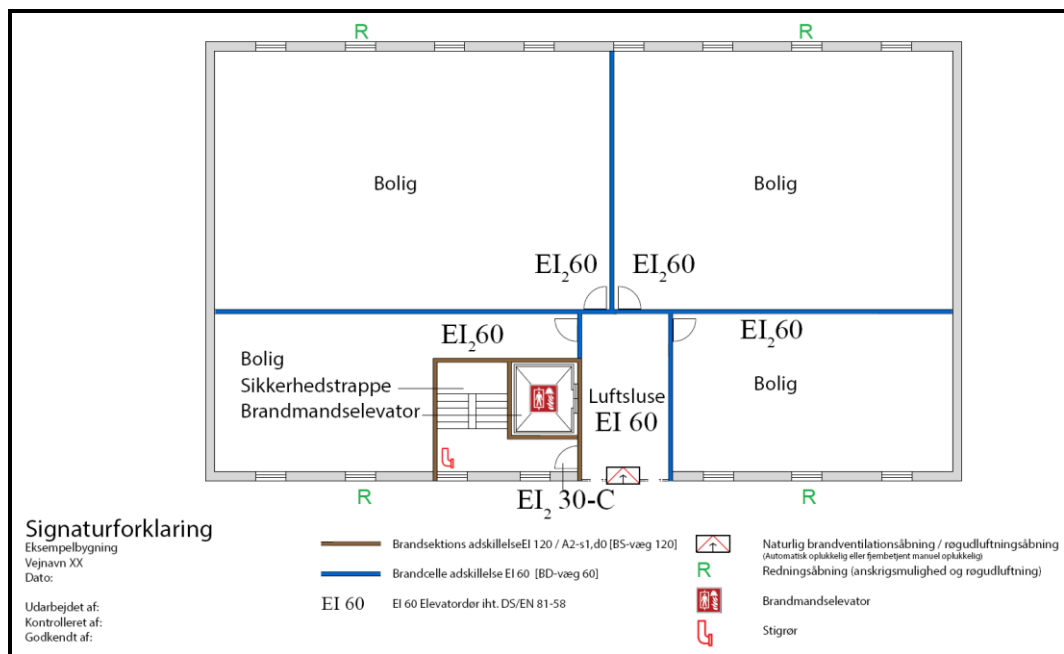 R
R
Bolig
Bolig
EI₂60
EI₂60
EI₂60
EI₂60
Bolig
Sikkerhedstrappe
Brandmandselevator
Luftsluse
EI 60
Bolig
EI₂ 30-C
R
R
Signaturforklaring
Eksempelbygning
Vejnavn XX
Dato:
Udarbejdet af:
Kontrolleret af:
Godkendt af:
Brandsektions adskillelseEI 120 / A2-s1,d0 [BS-væg 120]
Brandcelle adskillelse EI 60 [BD-væg 60]
EI 60 EI 60 Elevatordør iht. DS/EN 81-58
Naturlig brandventilationsåbning / røgudluftningsåbning
(Automatisk oplukkelig eller fjernbetjent manuel oplukkelig)
R Redningsåbning (anskrigsmulighed og røgudluftning)
Brandmandselevator
Stigrør